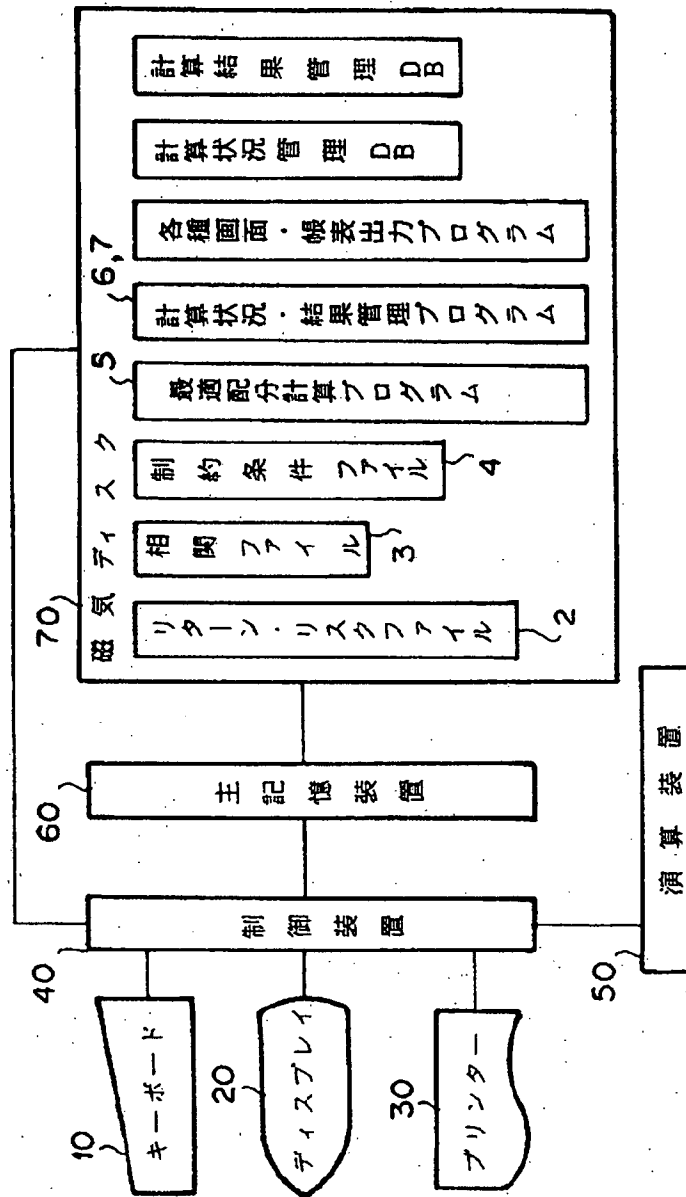 10
キーボード
20
ディスプレイ
30
プリンター
40
制御装置
50
演算装置
60
主記憶装置
70
磁気ディスク
リターン・リスクファイル
2
相関ファイル
3
制約条件ファイル
4
5
最適配分計算プログラム
6,7
計算状況・結果管理プログラム
各種画面・帳表出力プログラム
計算状況管理DB
計算結果管理DB